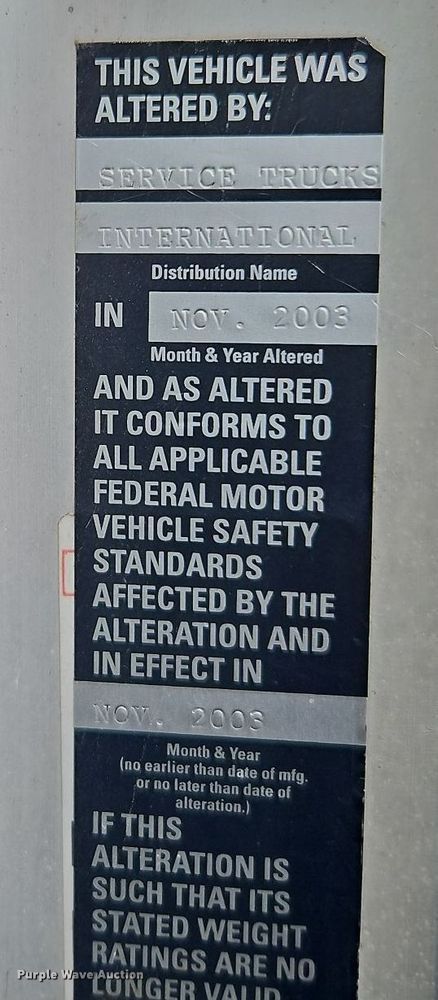 THIS VEHICLE WAS
ALTERED BY:
SERVICE TRUCKS
INTERNATIONAL
Distribution Name
IN NOV. 2003
Month & Year Altered
AND AS ALTERED
IT CONFORMS TO
ALL APPLICABLE
FEDERAL MOTOR
VEHICLE SAFETY
STANDARDS
AFFECTED BY THE
ALTERATION AND
IN EFFECT IN
NOV. 2003
Month & Year
(no earlier than date of mfg.
or no later than date of
alteration.)
IF THIS
ALTERATION IS
SUCH THAT ITS
STATED WEIGHT
RATINGS ARE NO
LONGER VALID
Purple Wave Auction